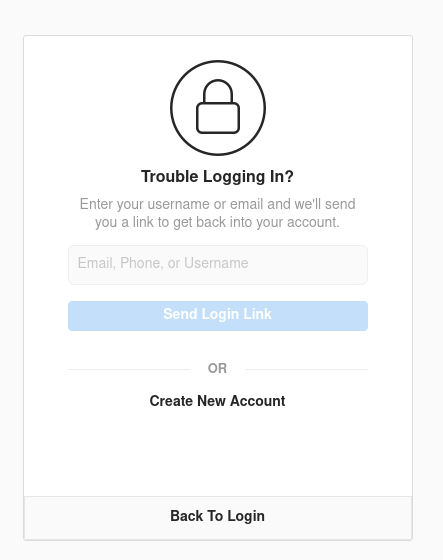 Trouble Logging In?
Enter your username or email and we'll send
you a link to get back into your account.
Email, Phone, or Username
Send Login Link
OR
Create New Account
Back To Login